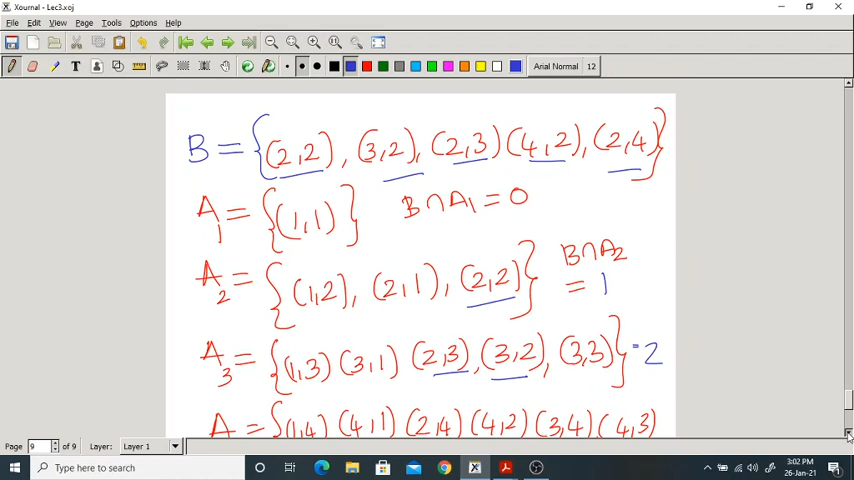 Xournal - Lec3.xoj
File Edit View Page Tools Options Help
T Arial Normal 12
B = {(2,2), (3,2), (2,3) (4,2), (2,4)}
A1 = {(1,1)} B∩A1 = 0
A2 = {(1,2), (2,1), (2,2)} B∩A2 = 1
A3 = {(1,3) (3,1) (2,3), (3,2), (3,3)} = 2
A = {(1,4) (4,1) (2,4) (4,2) (3,4) (4,3)
Page 9 of 9 Layer: Layer 1
Type here to search
3:02 PM
26-Jan-21